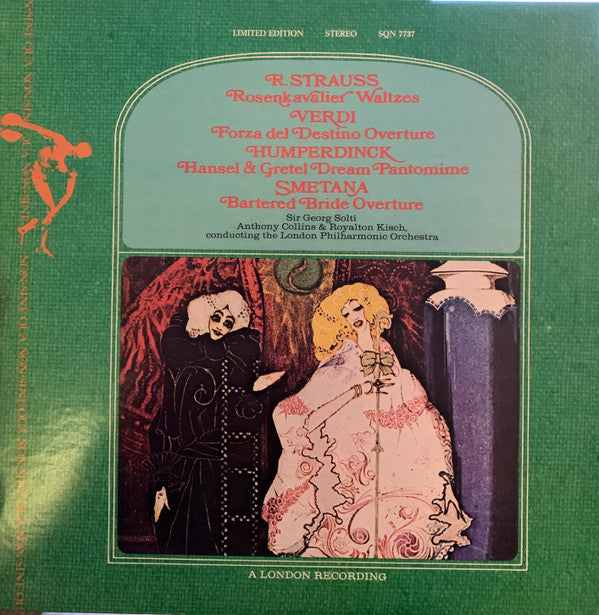 LIMITED EDITION STEREO SQN 7737
R. STRAUSS
Rosenkavalier Waltzes
VERDI
Forza del Destino Overture
HUMPERDINCK
Hansel & Gretel Dream Pantomime
SMETANA
Bartered Bride Overture
Sir Georg Solti
Anthony Collins & Royalton Kisch,
conducting the London Philharmonic Orchestra
A LONDON RECORDING